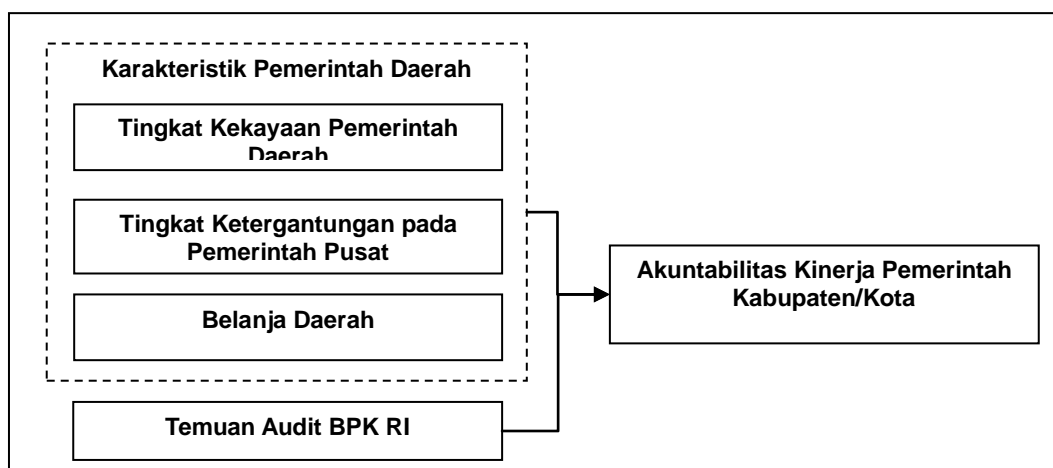 Karakteristik Pemerintah Daerah
Tingkat Kekayaan Pemerintah
Daerah
Tingkat Ketergantungan pada
Pemerintah Pusat
Belanja Daerah
Akuntabilitas Kinerja Pemerintah
Kabupaten/Kota
Temuan Audit BPK RI